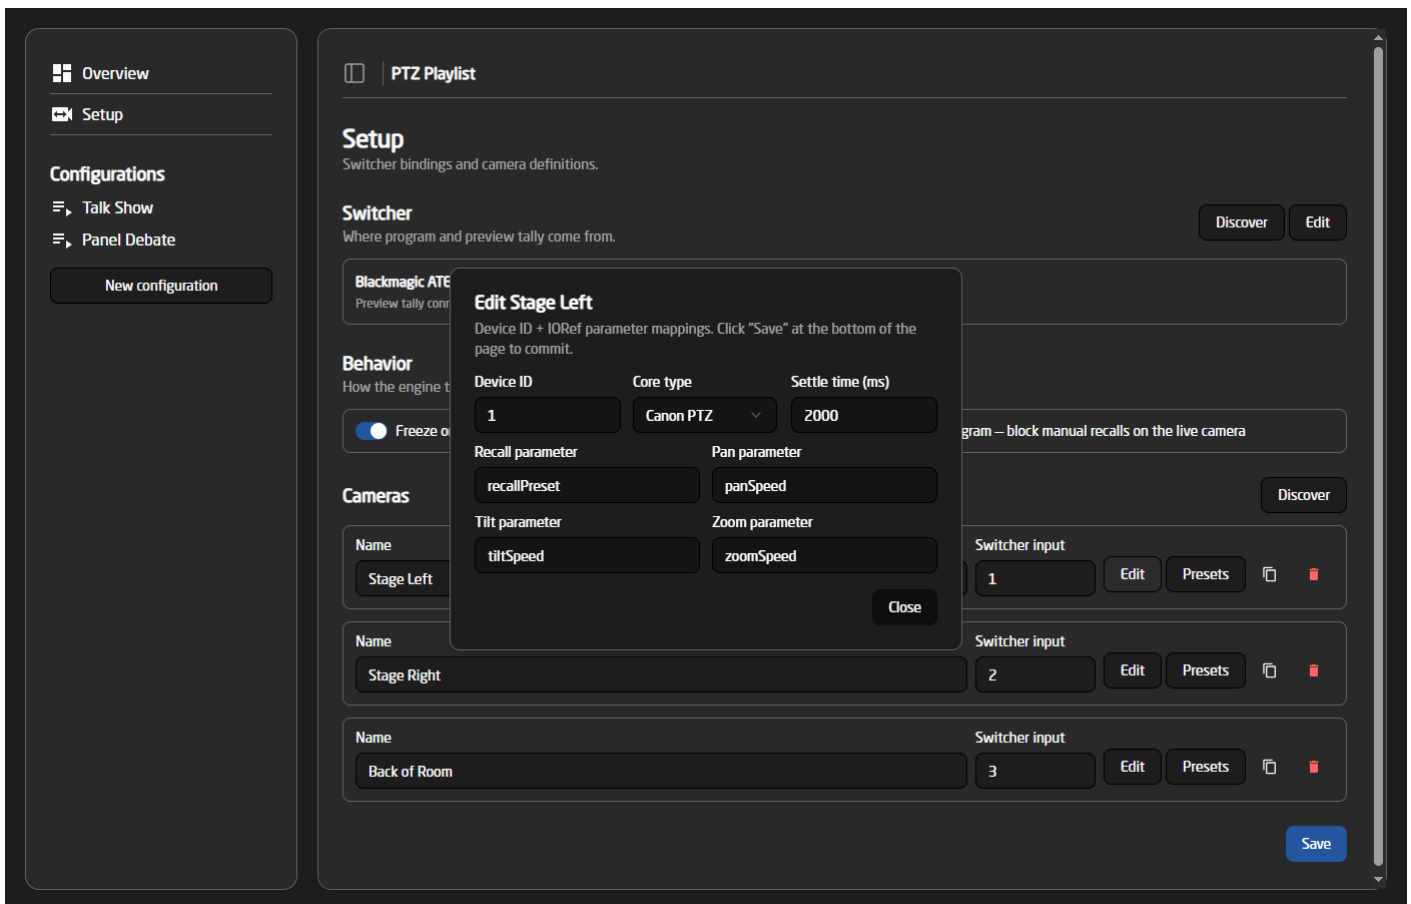 Overview
Setup
Configurations
Talk Show
Panel Debate
New configuration
PTZ Playlist
Setup
Switcher bindings and camera definitions.
Switcher
Where program and preview tally come from.
Discover
Edit
Blackmagic ATE
Preview tally conr
Behavior
How the engine t
Freeze o
gram — block manual recalls on the live camera
Edit Stage Left
Device ID + IORef parameter mappings. Click "Save" at the bottom of the
page to commit.
Device ID
Core type
Settle time (ms)
1
Canon PTZ
2000
Recall parameter
Pan parameter
recallPreset
panSpeed
Tilt parameter
Zoom parameter
tiltSpeed
zoomSpeed
Close
Cameras
Discover
Name
Switcher input
Stage Left
1
Edit
Presets
Name
Switcher input
Stage Right
2
Edit
Presets
Name
Switcher input
Back of Room
3
Edit
Presets
Save